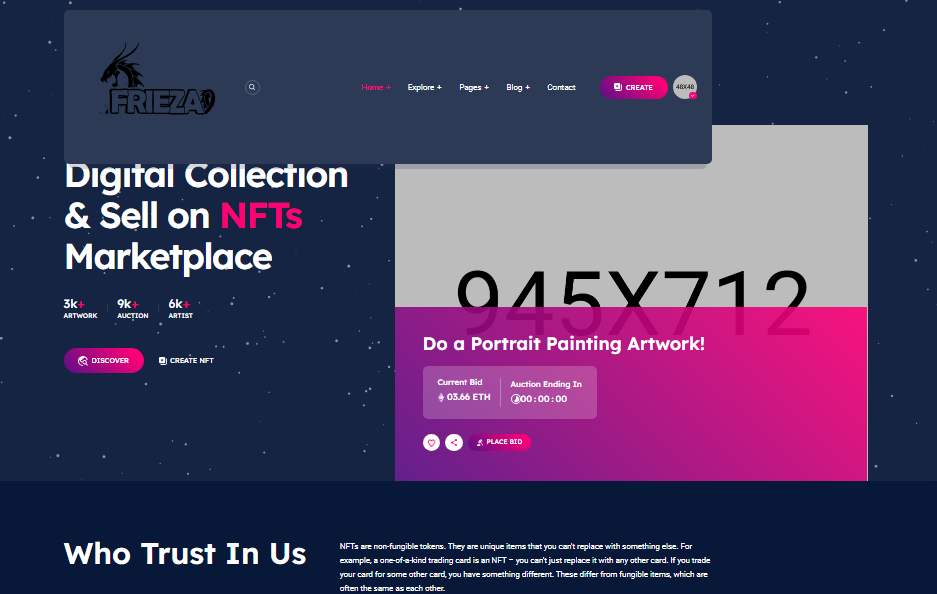 FRIEZA
Home +
Explore +
Pages +
Blog +
Contact
CREATE
48X48
Digital Collection
& Sell on NFTs
Marketplace
3k+
ARTWORK
9k+
AUCTION
6k+
ARTIST
DISCOVER
CREATE NFT
945X712
Do a Portrait Painting Artwork!
Current Bid
03.66 ETH
Auction Ending In
00 : 00 : 00
PLACE BID
Who Trust In Us
NFTs are non-fungible tokens. They are unique items that you can't replace with something else. For
example, a one-of-a-kind trading card is an NFT – you can't just replace it with any other card. If you trade
your card for some other card, you have something different. These differ from fungible items, which are
often the same as each other.